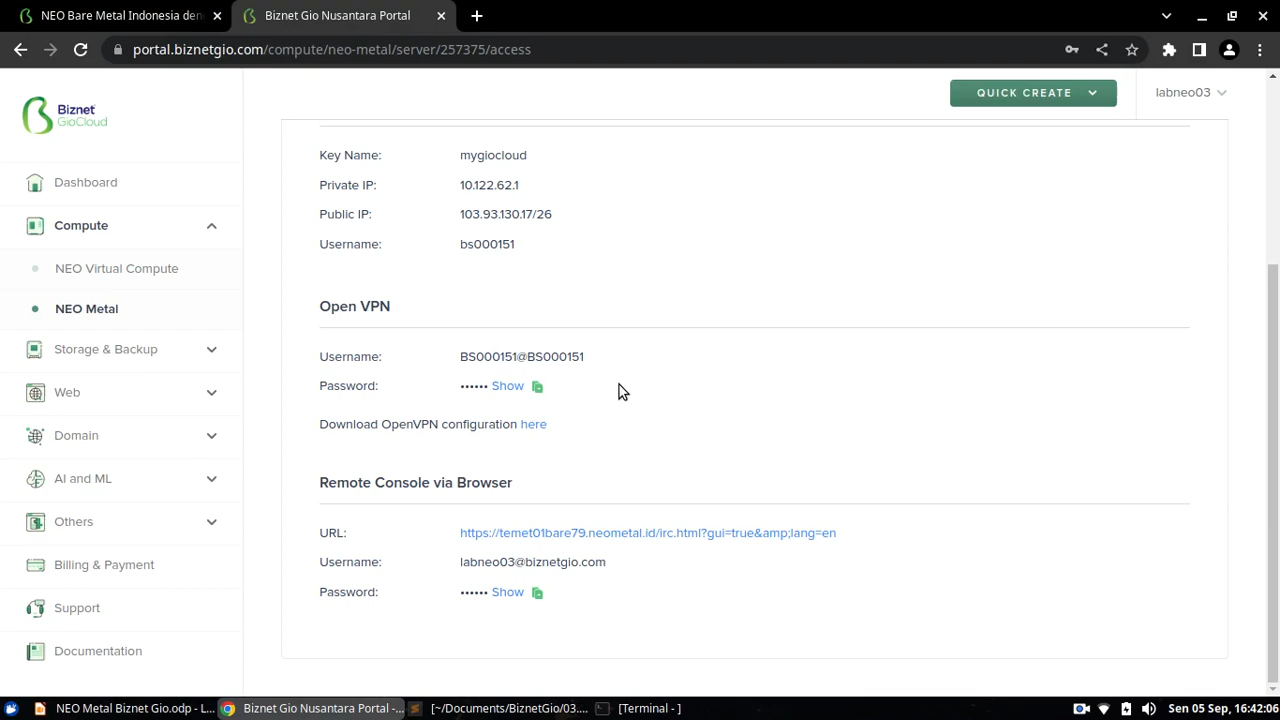 NEO Bare Metal Indonesia den
Biznet Gio Nusantara Portal
portal.biznetgio.com/compute/neo-metal/server/257375/access
Biznet
GioCloud
QUICK CREATE
labneo03
Dashboard
Compute
NEO Virtual Compute
NEO Metal
Storage & Backup
Web
Domain
AI and ML
Others
Billing & Payment
Support
Documentation
Key Name: mygiocloud
Private IP: 10.122.62.1
Public IP: 103.93.130.17/26
Username: bs000151
Open VPN
Username: BS000151@BS000151
Password: •••••• Show
Download OpenVPN configuration here
Remote Console via Browser
URL: https://temet01bare79.neometal.id/irc.html?gui=true&amp;lang=en
Username: labneo03@biznetgio.com
Password: •••••• Show
NEO Metal Biznet Gio.odp - L... Biznet Gio Nusantara Portal -... [~/Documents/BiznetGio/03.... [Terminal - ] Sen 05 Sep, 16:42:06